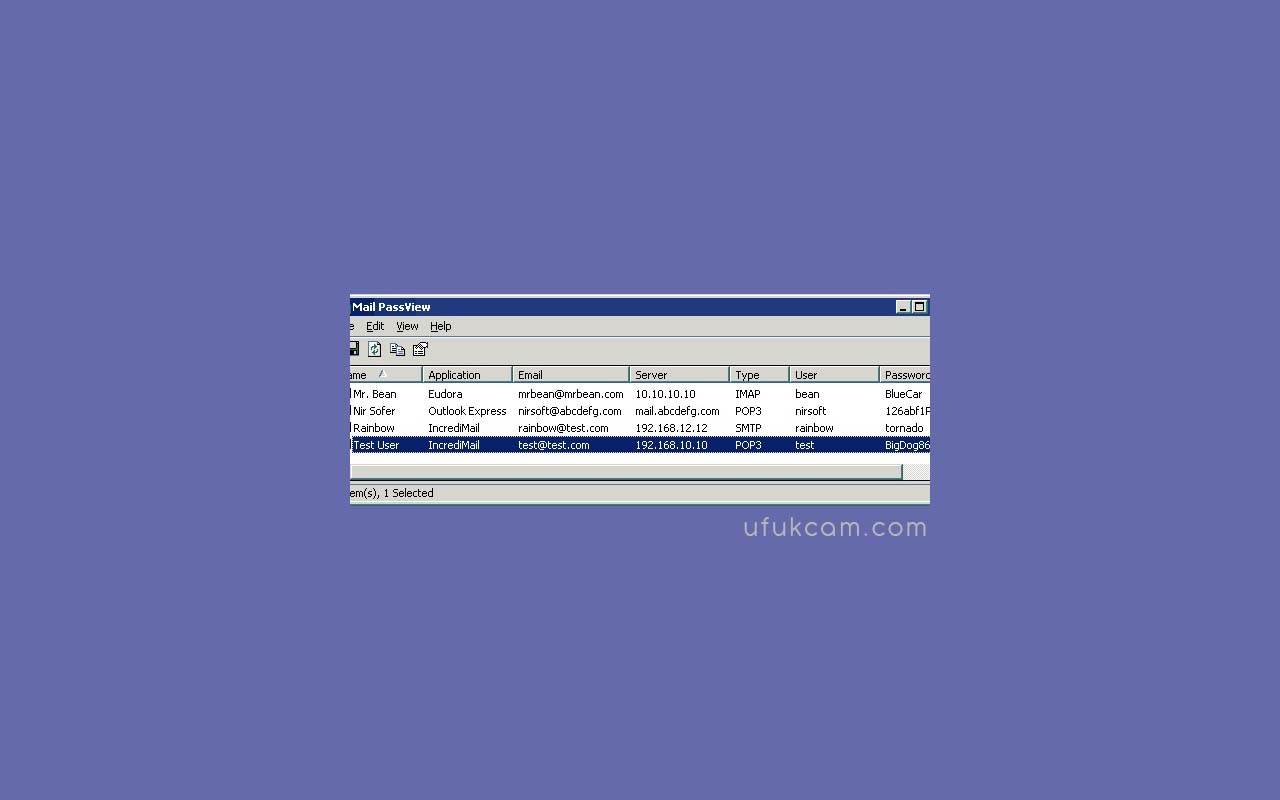 Mail PassView
Edit View Help
Application Email Server Type User
Mr. Bean Eudora mrbean@mrbean.com 10.10.10.10 IMAP bean BlueCar
Nir Sofer Outlook Express nirsoft@abcdefg.com mail.abcdefg.com POP3 nirsoft 126abf1F
Rainbow IncrediMail rainbow@test.com 192.168.12.12 SMTP rainbow tornado
Test User IncrediMail test@test.com 192.168.10.10 POP3 test BigDog86
em(s), 1 Selected
ufukcam.com